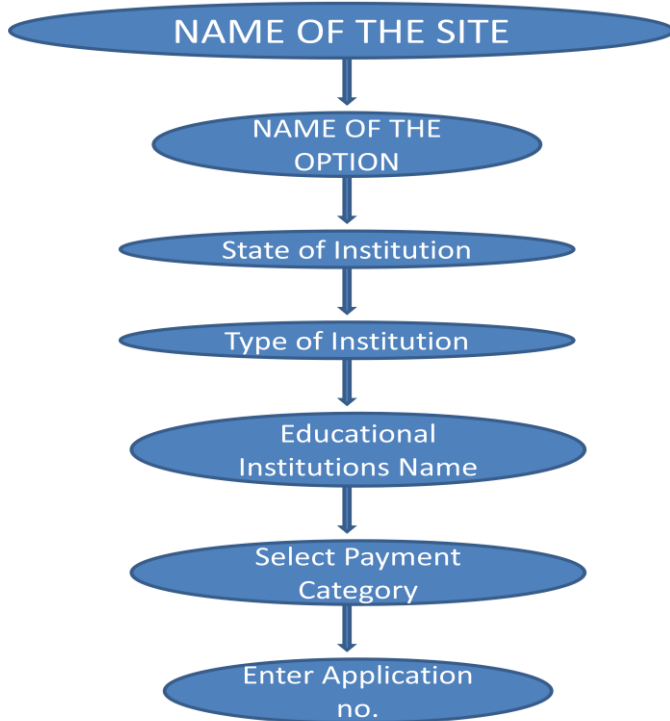 NAME OF THE SITE
NAME OF THE
OPTION
State of Institution
Type of Institution
Educational
Institutions Name
Select Payment
Category
Enter Application
no.